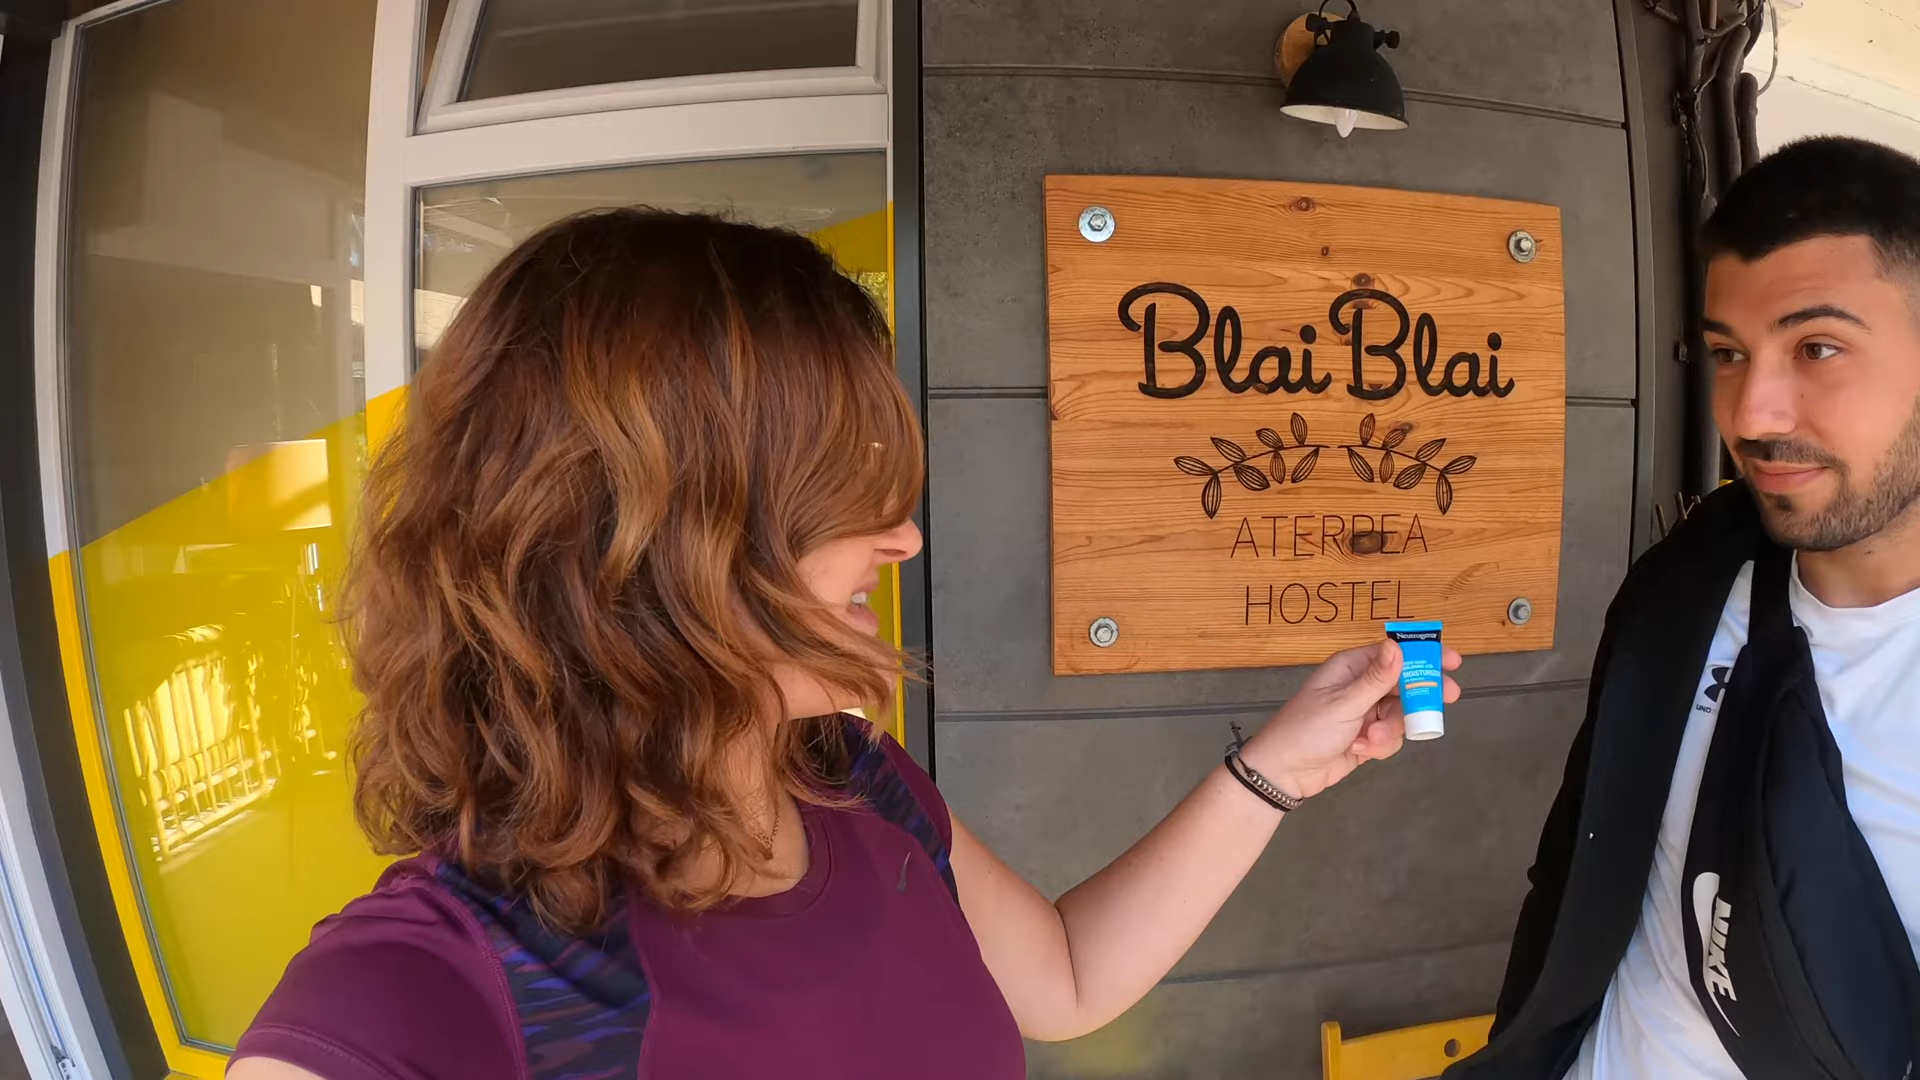 Blai Blai
ATERPEA
HOSTEL
Neutrogena
MOISTURIZER
NIKE